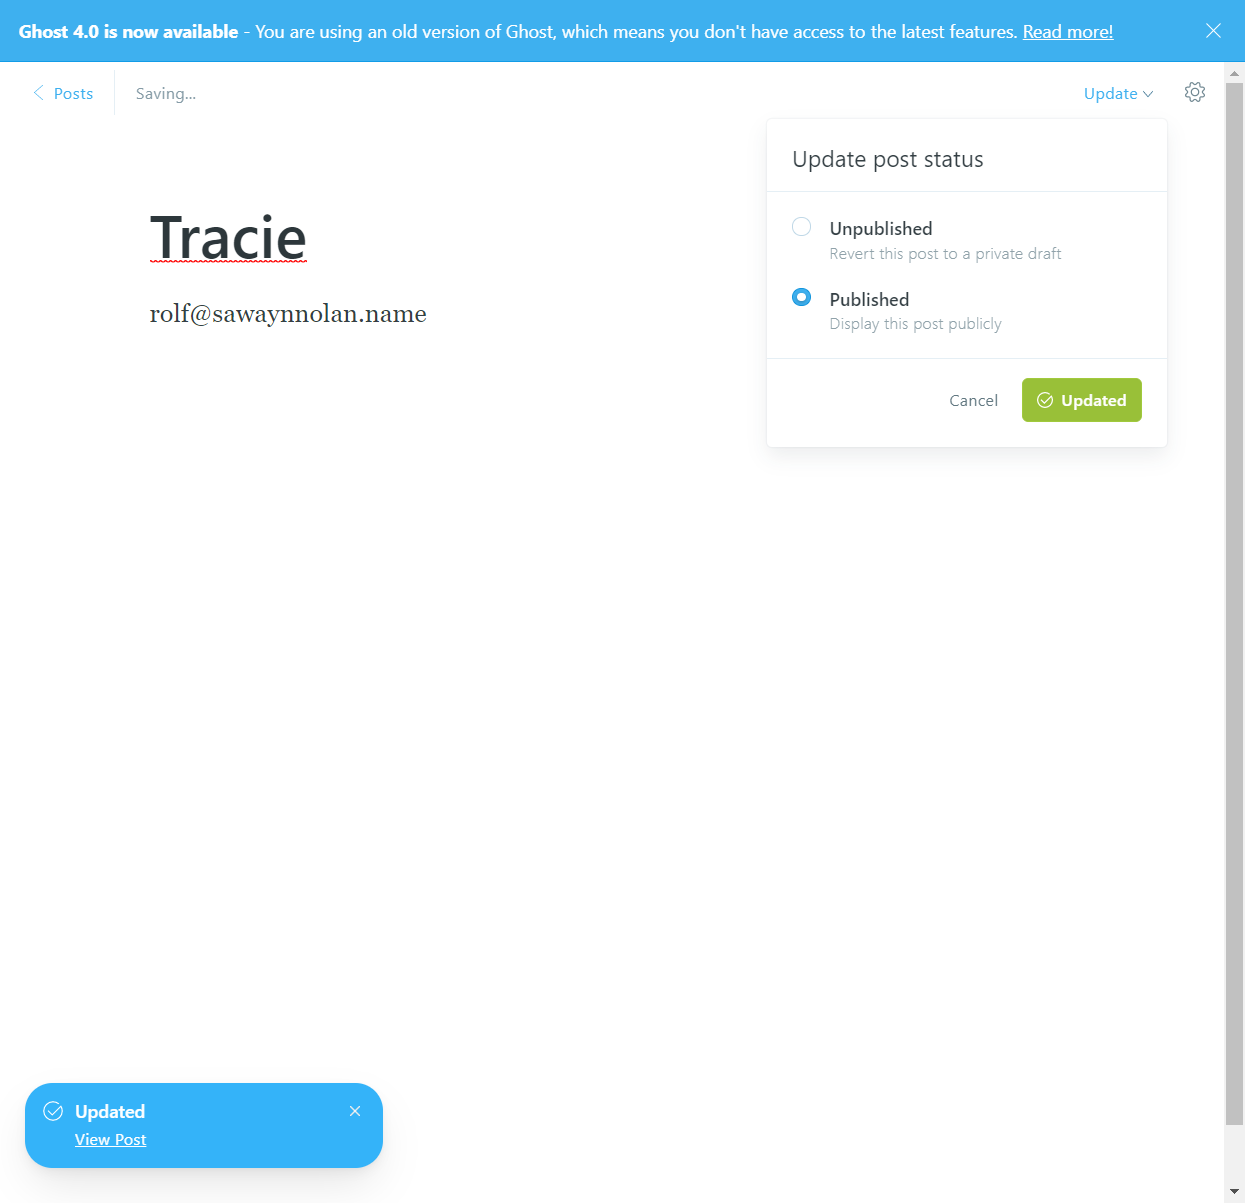 Ghost 4.0 is now available - You are using an old version of Ghost, which means you don't have access to the latest features. Read more!
Posts
Saving...
Update
Update post status
Unpublished
Revert this post to a private draft
Published
Display this post publicly
Cancel
Updated
Tracie
rolf@sawaynnolan.name
Updated
View Post